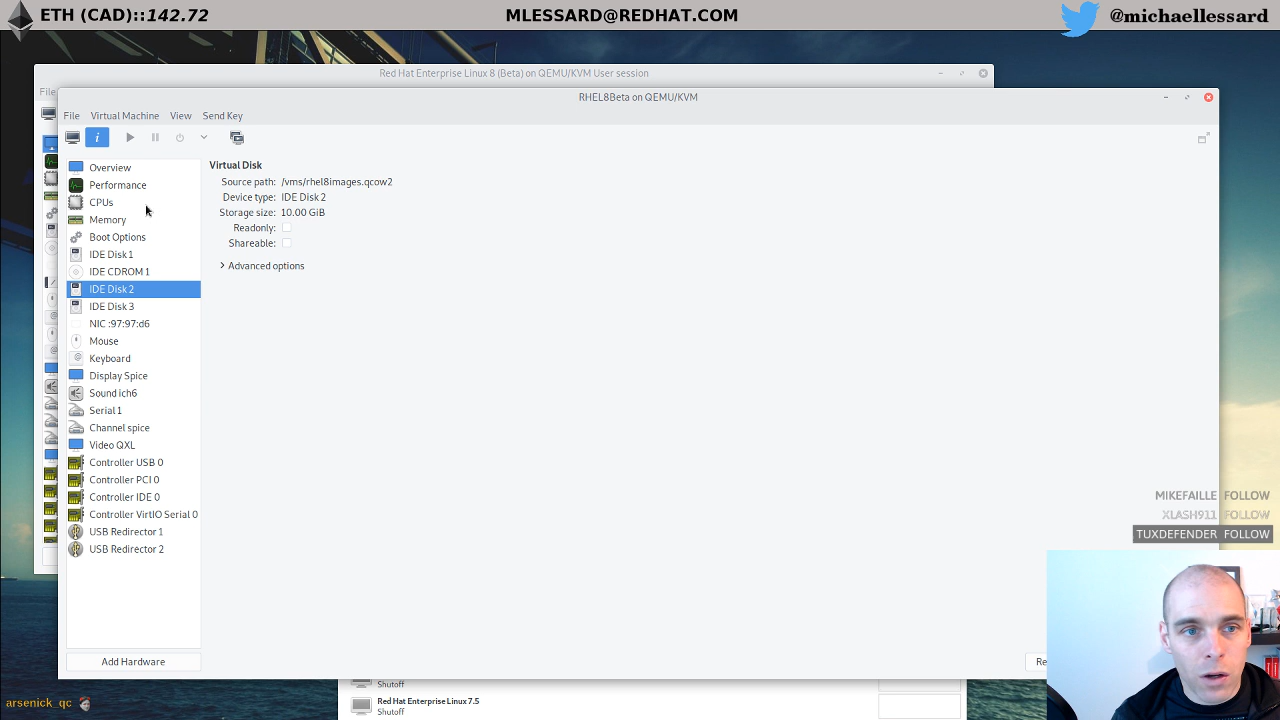 ETH (CAD)::142.72
MLESSARD@REDHAT.COM
@michaellessard
Red Hat Enterprise Linux 8 (Beta) on QEMU/KVM User session
File
RHEL8Beta on QEMU/KVM
File Virtual Machine View Send Key
Overview
Performance
CPUs
Memory
Boot Options
IDE Disk 1
IDE CDROM 1
IDE Disk 2
IDE Disk 3
NIC :97:97:d6
Mouse
Keyboard
Display Spice
Sound ich6
Serial 1
Channel spice
Video QXL
Controller USB 0
Controller PCI 0
Controller IDE 0
Controller VirtIO Serial 0
USB Redirector 1
USB Redirector 2
Add Hardware
Virtual Disk
Source path: /vms/rhel8images.qcow2
Device type: IDE Disk 2
Storage size: 10.00 GiB
Readonly:
Shareable:
Advanced options
Re
MIKEFAILLE FOLLOW
XLASH911 FOLLOW
TUXDEFENDER FOLLOW
Shutoff
Red Hat Enterprise Linux 7.5
Shutoff
arsenick_qc